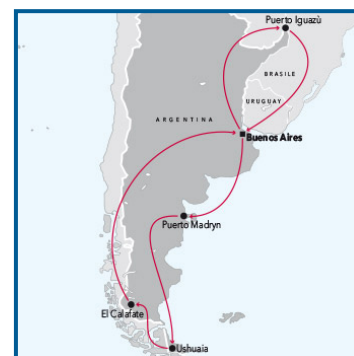 Puerto Iguazù
BRASILE
URUGUAY
ARGENTINA
Buenos Aires
Puerto Madryn
El Calafate
Ushuaia